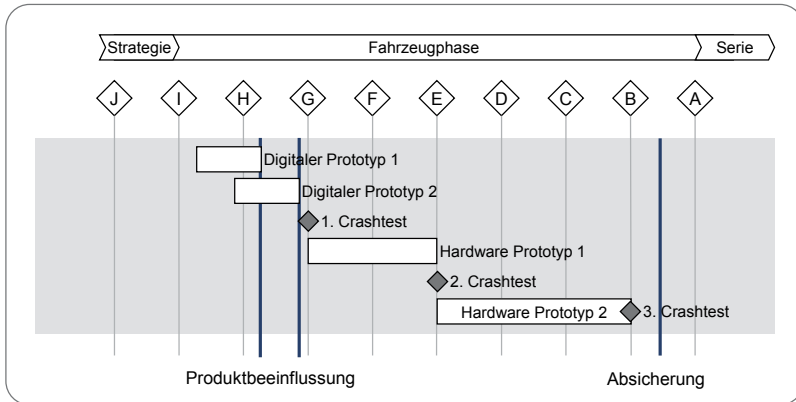 Strategie Fahrzeugphase Serie
J I H G F E D C B A
Digitaler Prototyp 1
Digitaler Prototyp 2
1. Crashtest
Hardware Prototyp 1
2. Crashtest
Hardware Prototyp 2 3. Crashtest
Produktbeeinflussung Absicherung